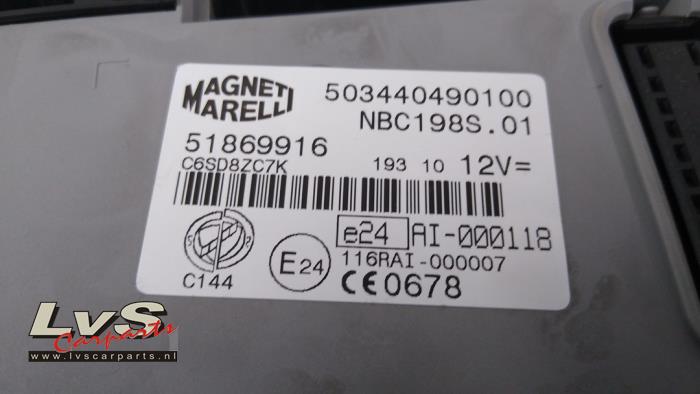 MAGNETI
MARELLI
503440490100
NBC198S.01
51869916
C6SD8ZC7K
193 10 12V=
S 2
e24 AI-000118
E24
116RAI-000007
C144
CE0678
LvS
Carparts
www.lvscarparts.nl